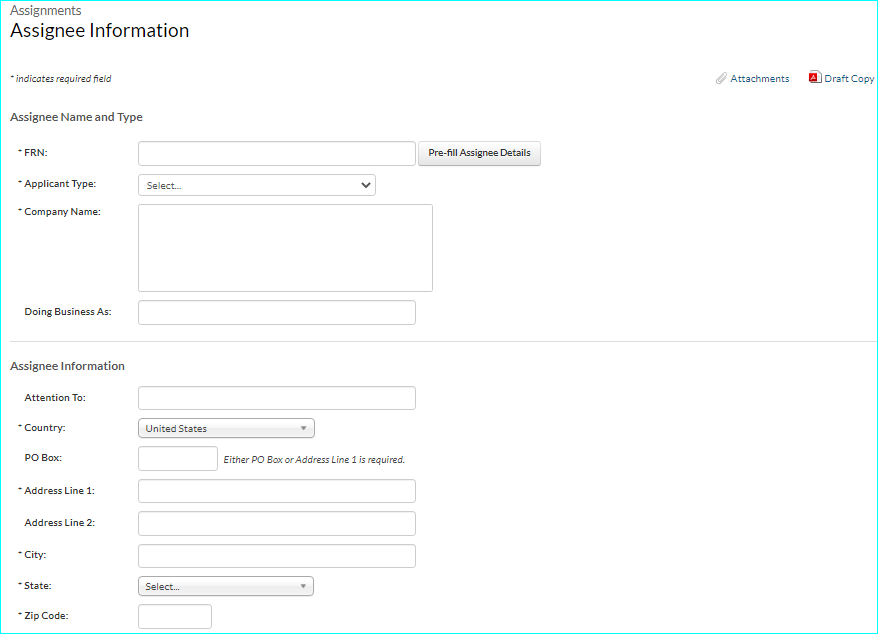 Assignments
Assignee Information
* indicates required field
Attachments
Draft Copy
Assignee Name and Type
* FRN:
Pre-fill Assignee Details
* Applicant Type:
Select...
* Company Name:
Doing Business As:
Assignee Information
Attention To:
* Country:
United States
PO Box:
Either PO Box or Address Line 1 is required.
* Address Line 1:
Address Line 2:
* City:
* State:
Select...
* Zip Code: